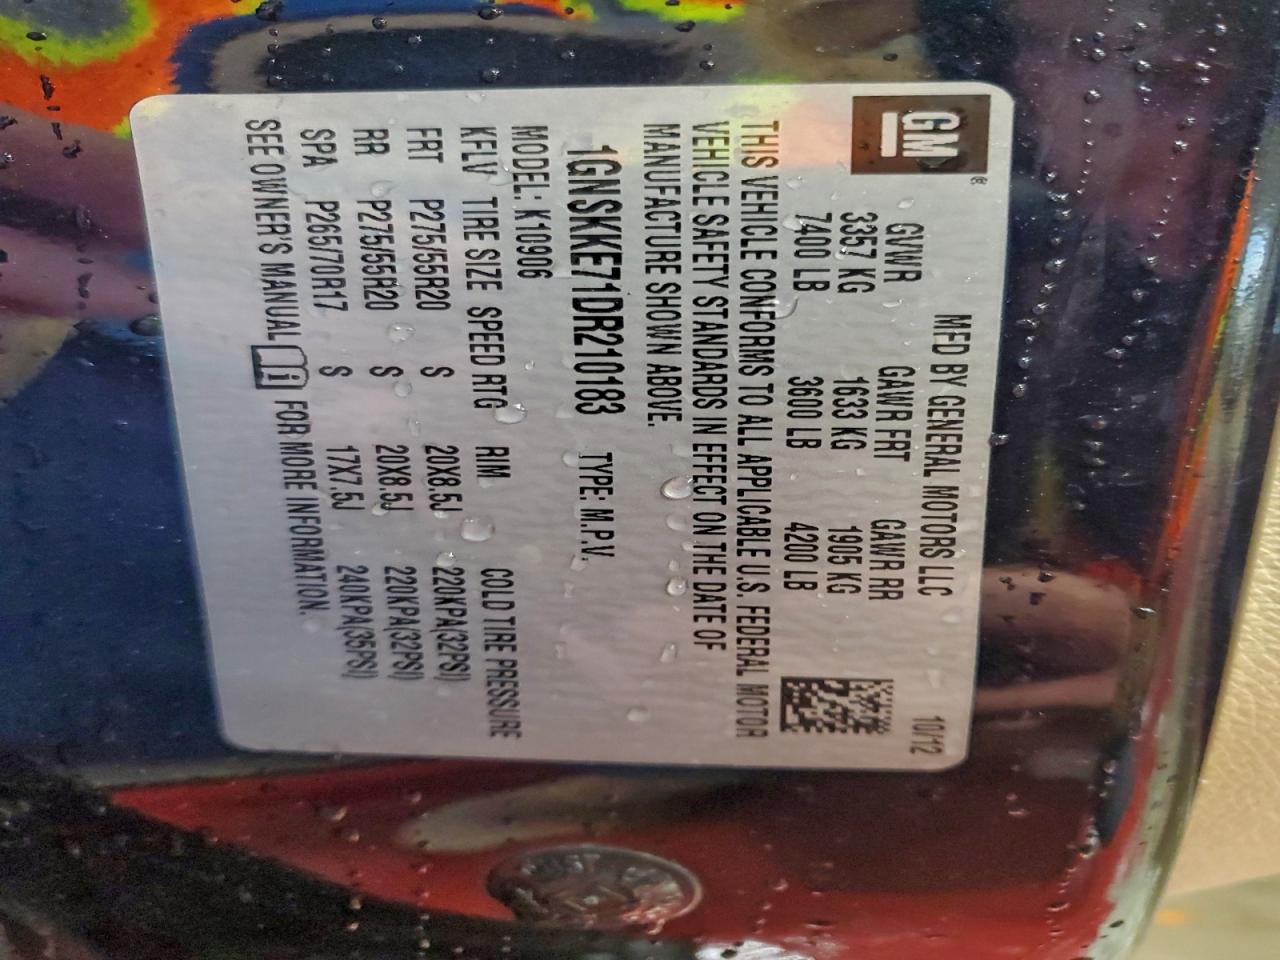 GM®
MFD BY GENERAL MOTORS LLC 10/12
GVWR GAWR FRT GAWR RR
3357 KG 1633 KG 1905 KG
7400 LB 3600 LB 4200 LB
THIS VEHICLE CONFORMS TO ALL APPLICABLE U.S. FEDERAL MOTOR
VEHICLE SAFETY STANDARDS IN EFFECT ON THE DATE OF
MANUFACTURE SHOWN ABOVE.
1GNSKKE71DR210183 TYPE: M.P.V.
MODEL: K10906
KFLV TIRE SIZE SPEED RTG RIM COLD TIRE PRESSURE
FRT P275/55R20 S 20X8.5J 220KPA(32PSI)
RR P275/55R20 S 20X8.5J 220KPA(32PSI)
SPA P265/70R17 S 17X7.5J 240KPA(35PSI)
SEE OWNER'S MANUAL i FOR MORE INFORMATION.